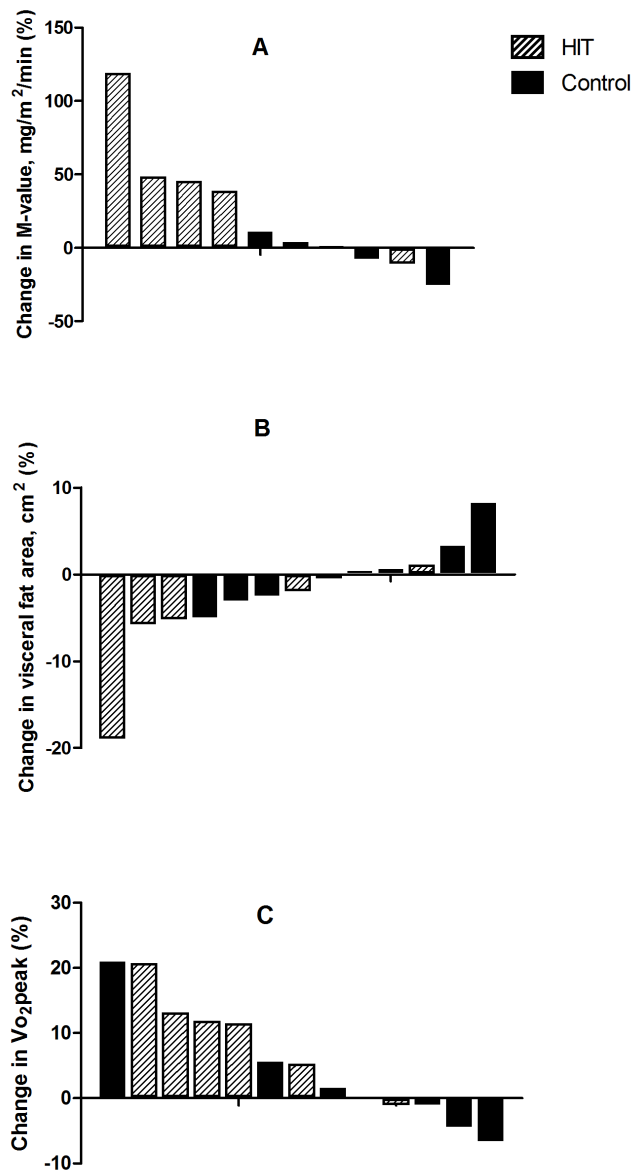 A
HIT
Control
Change in M-value, mg/m²/min (%)
150
100
50
0
-50
B
Change in visceral fat area, cm² (%)
10
0
-10
-20
C
Change in Vo₂peak (%)
30
20
10
0
-10